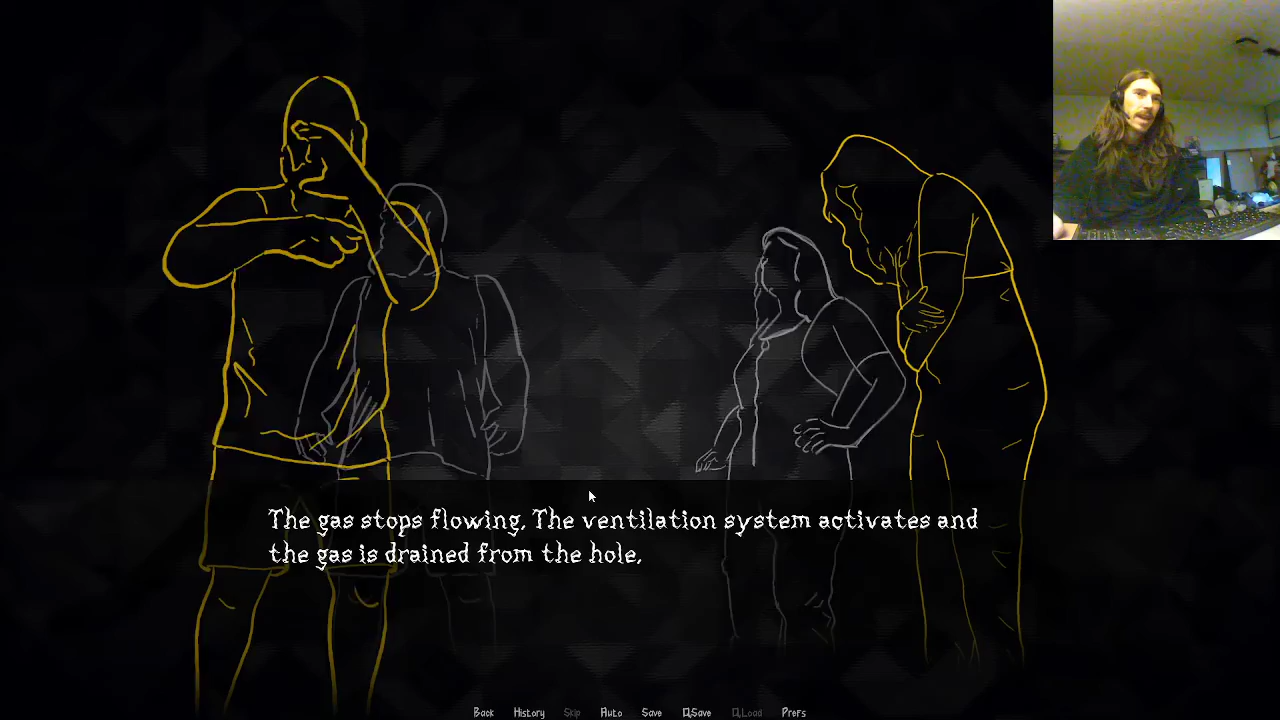 The gas stops flowing. The ventilation system activates and
the gas is drained from the hole.
Back History Skip Auto Save Q.Save Q.Load Prefs